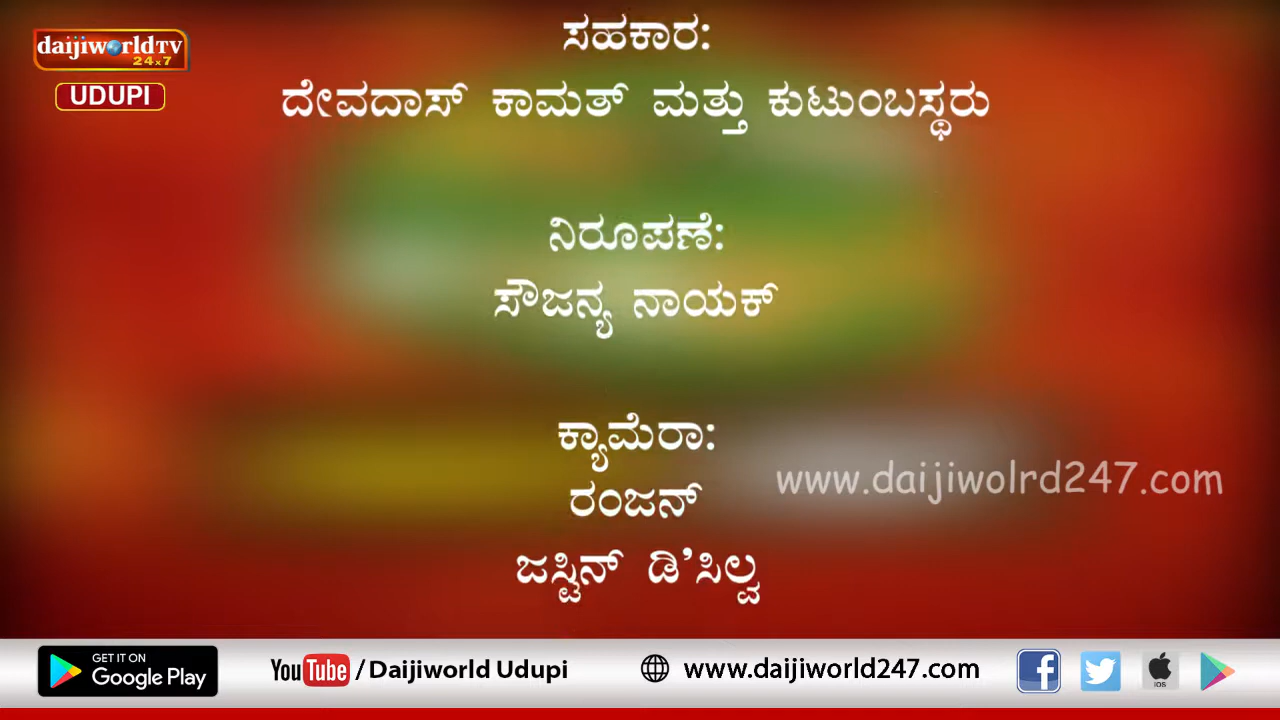 ಸಹಕಾರ:
daijiworldTV
24x7
UDUPI
ದೇವದಾಸ್ ಕಾಮತ್ ಮತ್ತು ಕುಟುಂಬಸ್ಥರು
ನಿರೂಪಣೆ:
ಸೌಜನ್ಯ ನಾಯಕ್
ಕ್ಯಾಮೆರಾ:
www.daijiwolrd247.com
ರಂಜನ್
ಜಸ್ಟಿನ್ ಡಿ'ಸಿಲ್ವ
GET IT ON
Google Play
YouTube /Daijiworld Udupi
www.daijiworld247.com
iOS